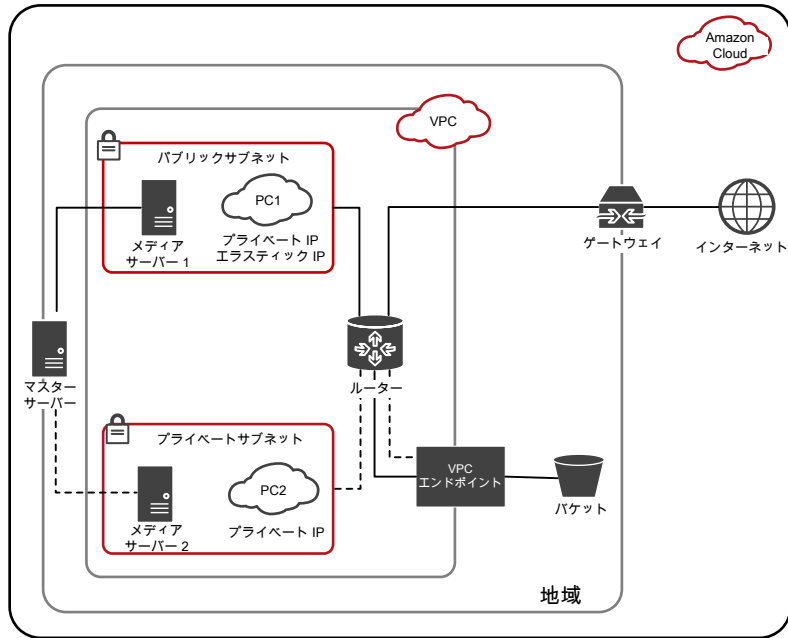 Amazon
Cloud
VPC
パブリックサブネット
PC1
メディア
サーバー 1
プライベート IP
エラスティック IP
ゲートウェイ
インターネット
マスター
サーバー
ルーター
プライベートサブネット
PC2
メディア
サーバー 2
プライベート IP
VPC
エンドポイント
バケット
地域